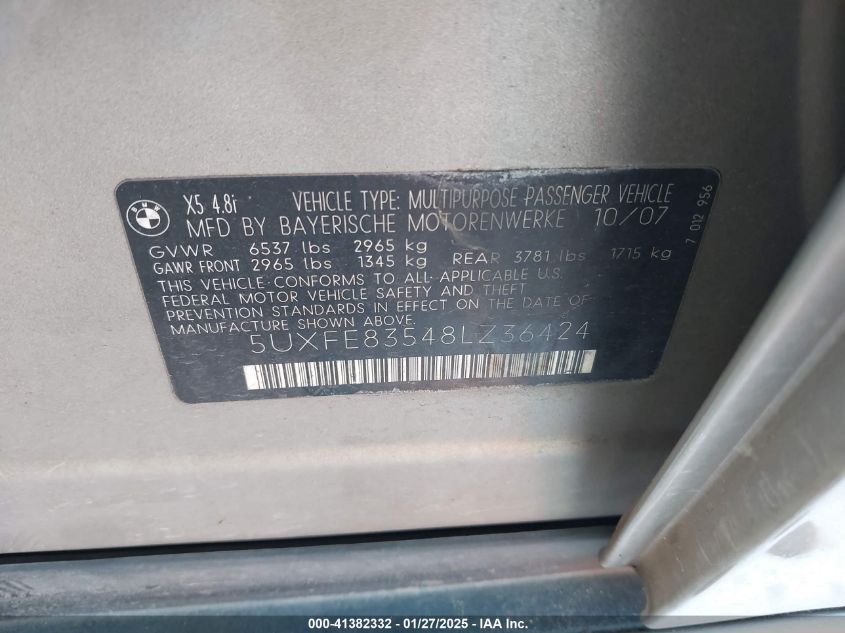 BMW
X5 4.8i VEHICLE TYPE: MULTIPURPOSE PASSENGER VEHICLE
MFD BY BAYERISCHE MOTORENWERKE 10/07
GVWR 6537 lbs 2965 kg
GAWR FRONT 2965 lbs 1345 kg REAR 3781 lbs 1715 kg
THIS VEHICLE CONFORMS TO ALL APPLICABLE U.S.
FEDERAL MOTOR VEHICLE SAFETY AND THEFT
PREVENTION STANDARDS IN EFFECT ON THE DATE OF
MANUFACTURE SHOWN ABOVE
5UXFE83548LZ36424
7 012 956
000-41382332 / 01/27/2025 / IAA Inc.